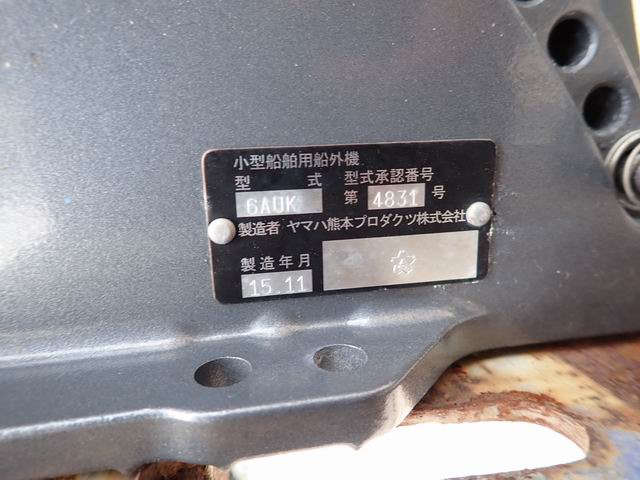 小型船舶用船外機
型 式 型式承認番号
6AUK 第 4831 号
製造者 ヤマハ熊本プロダクツ株式会社
製造年月
15.11